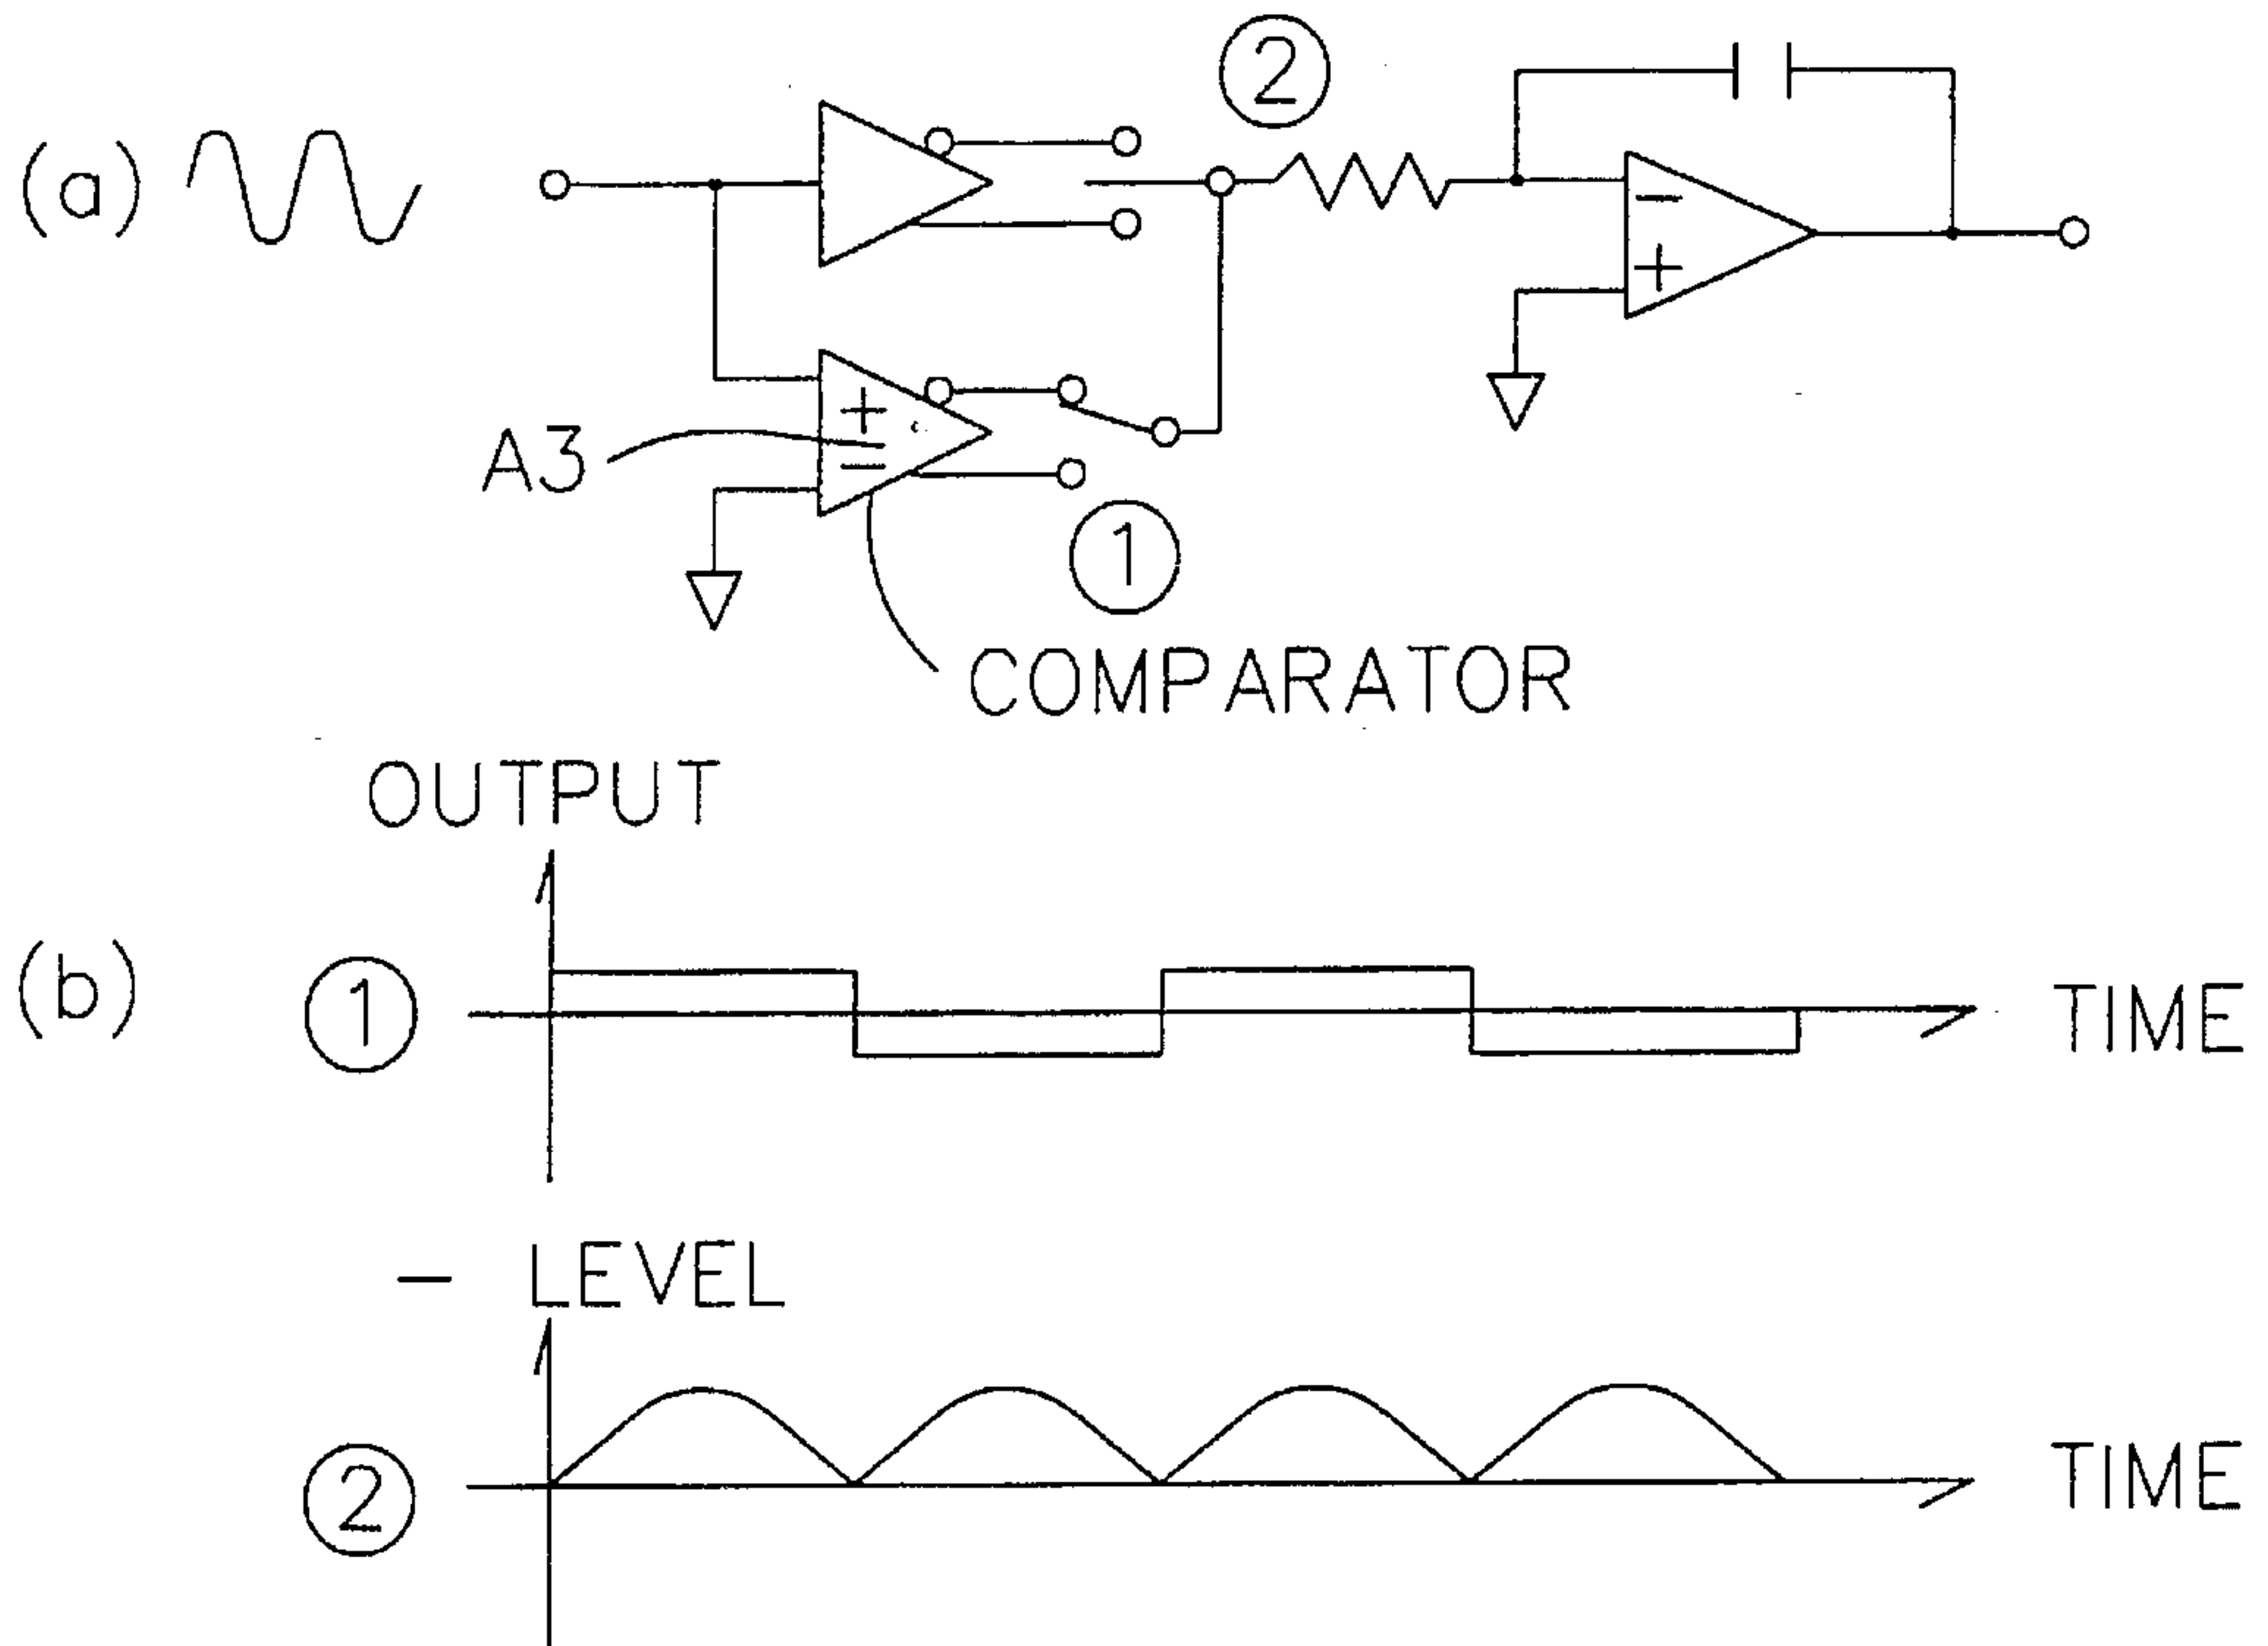 (a)
②
+
−
−
+
A3
①
COMPARATOR
OUTPUT
(b)
①
TIME
− LEVEL
②
TIME